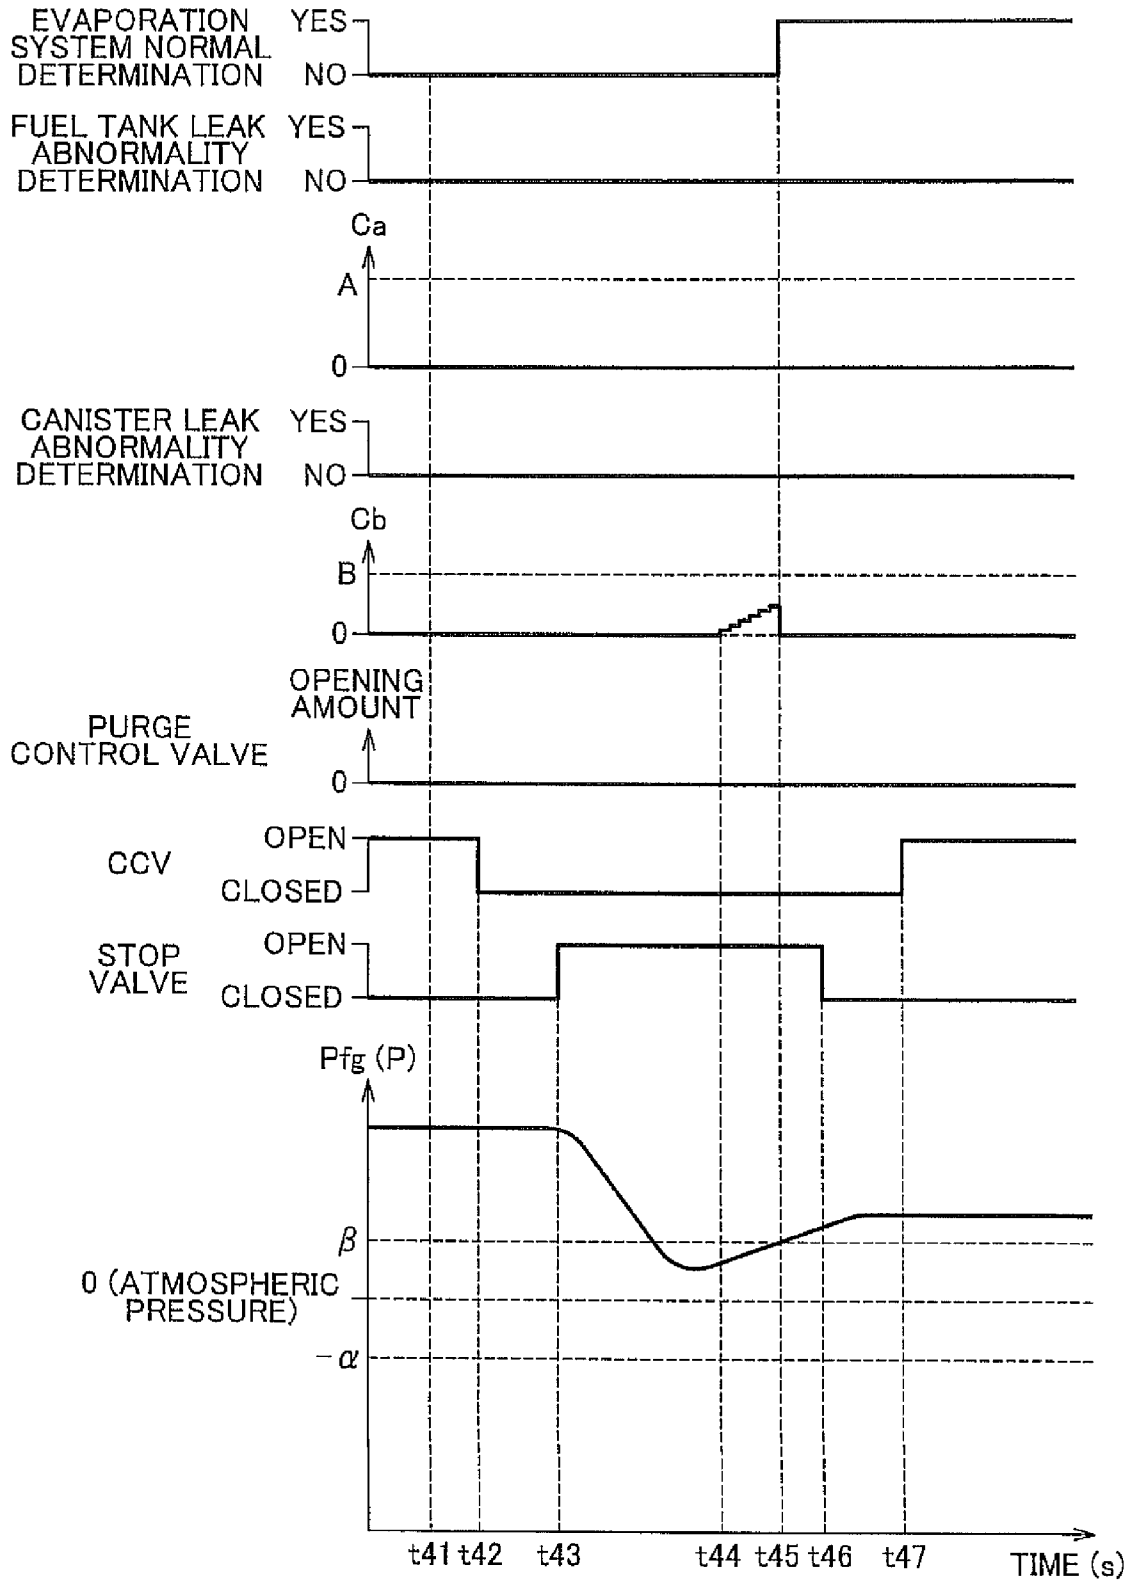 EVAPORATION
SYSTEM NORMAL
DETERMINATION
YES
NO
FUEL TANK LEAK
ABNORMALITY
DETERMINATION
YES
NO
Ca
A
0
CANISTER LEAK
ABNORMALITY
DETERMINATION
YES
NO
Cb
B
0
OPENING
AMOUNT
PURGE
CONTROL VALVE
0
CCV
OPEN
CLOSED
STOP
VALVE
OPEN
CLOSED
Pfg (P)
β
0 (ATMOSPHERIC
PRESSURE)
-α
t41 t42 t43 t44 t45 t46 t47
TIME (s)